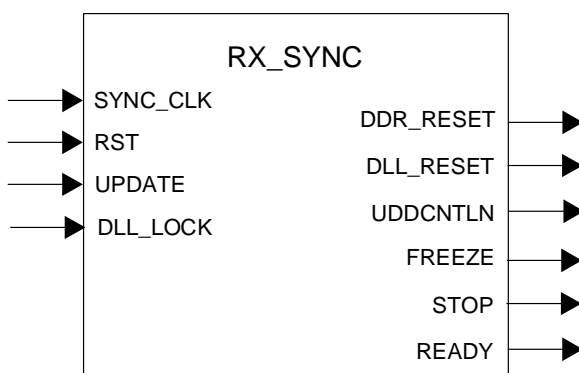 RX_SYNC
SYNC_CLK
RST
UPDATE
DLL_LOCK
DDR_RESET
DLL_RESET
UDDCNTLN
FREEZE
STOP
READY